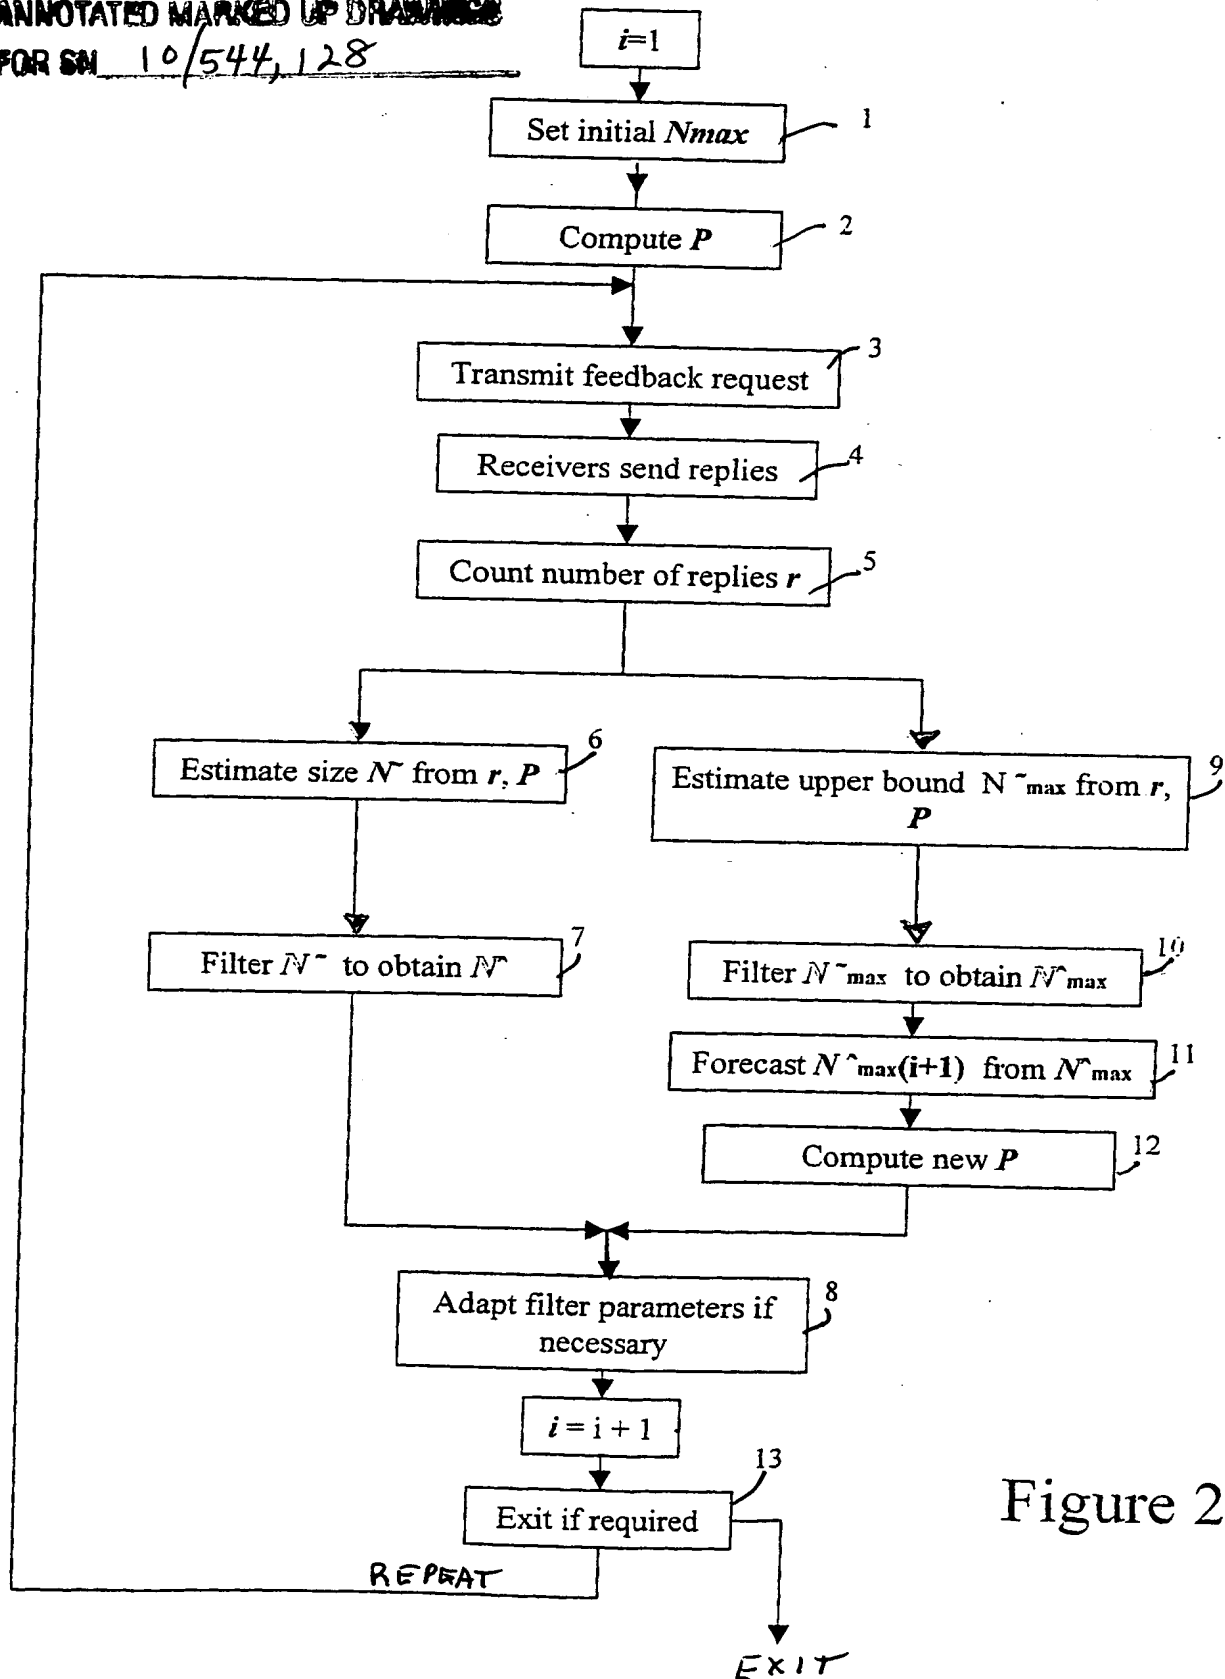 ANNOTATED MARKED UP DRAWINGS
FOR SN 10/544,128
i=1
Set initial Nmax
1
Compute P
2
Transmit feedback request
3
Receivers send replies
4
Count number of replies r
5
Estimate size N~ from r, P
6
Estimate upper bound N~max from r,
P
9
Filter N~ to obtain N^
7
Filter N~max to obtain N^max
10
Forecast N^max(i+1) from N^max
11
Compute new P
12
Adapt filter parameters if
necessary
8
i = i + 1
Exit if required
13
REPEAT
EXIT
Figure 2